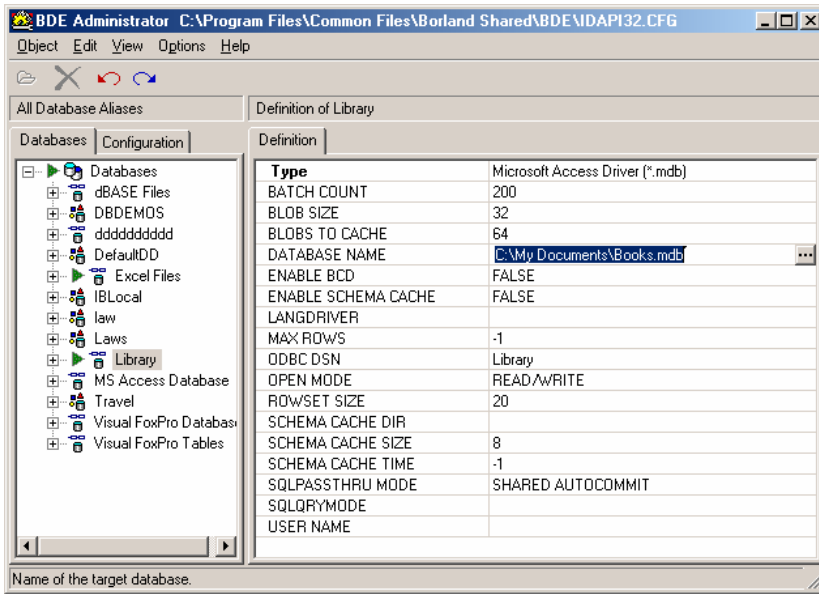 BDE Administrator C:\Program Files\Common Files\Borland Shared\BDE\IDAPI32.CFG
Object Edit View Options Help
All Database Aliases
Definition of Library
Databases Configuration
Definition
Databases
dBASE Files
DBDEMOS
dddddddddd
DefaultDD
Excel Files
IBLocal
law
Laws
Library
MS Access Database
Travel
Visual FoxPro Databas
Visual FoxPro Tables
Type Microsoft Access Driver (*.mdb)
BATCH COUNT 200
BLOB SIZE 32
BLOBS TO CACHE 64
DATABASE NAME C:\My Documents\Books.mdb ...
ENABLE BCD FALSE
ENABLE SCHEMA CACHE FALSE
LANGDRIVER
MAX ROWS -1
ODBC DSN Library
OPEN MODE READ/WRITE
ROWSET SIZE 20
SCHEMA CACHE DIR
SCHEMA CACHE SIZE 8
SCHEMA CACHE TIME -1
SQLPASSTHRU MODE SHARED AUTOCOMMIT
SQLQRYMODE
USER NAME
Name of the target database.